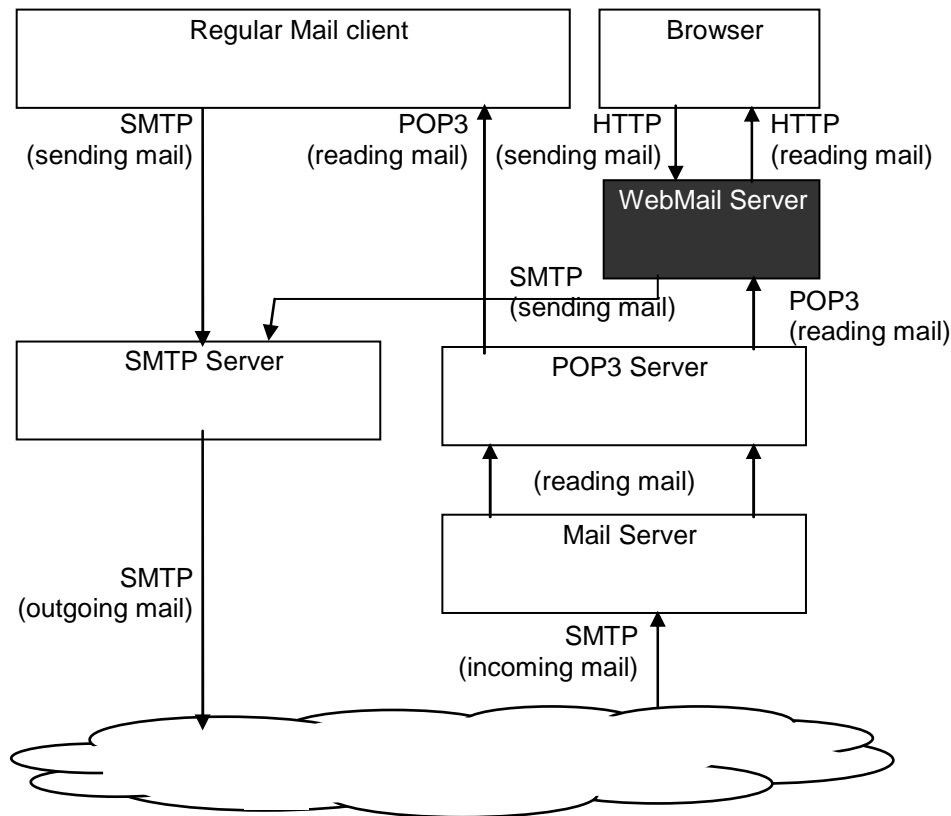 Regular Mail client
Browser
SMTP
(sending mail)
POP3
(reading mail)
HTTP
(sending mail)
HTTP
(reading mail)
WebMail Server
SMTP
(sending mail)
POP3
(reading mail)
SMTP Server
POP3 Server
(reading mail)
Mail Server
SMTP
(outgoing mail)
SMTP
(incoming mail)